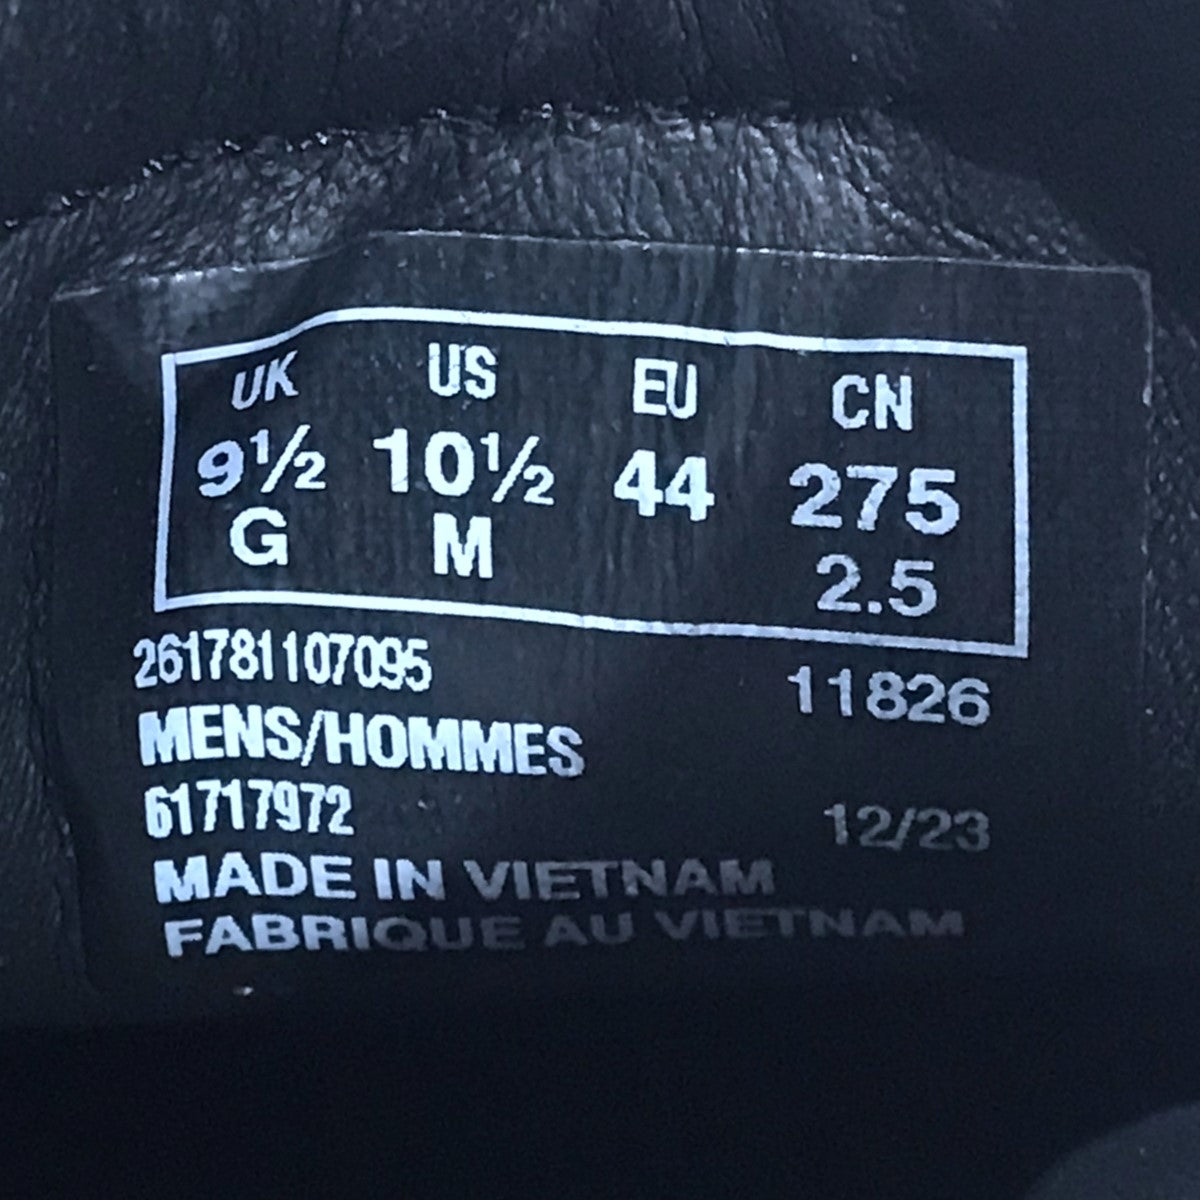 UK US EU CN
9½ 10½ 44 275
G M 2.5
261781107095 11826
MENS/HOMMES
61717972 12/23
MADE IN VIETNAM
FABRIQUE AU VIETNAM